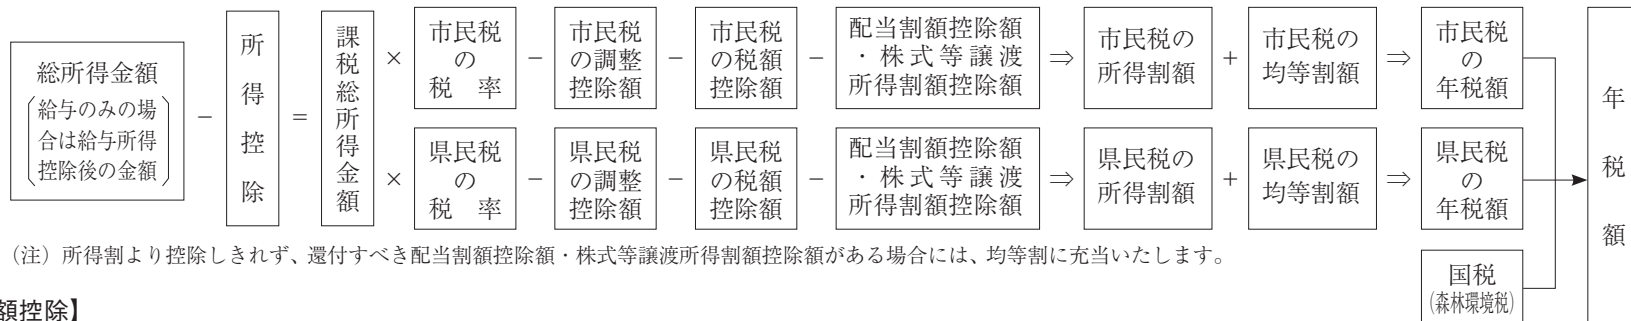 総所得金額
給与のみの場
合は給与所得
控除後の金額
−
所得控除
=
課税総所得金額
×
市民税
の
税　率
−
市民税
の調整
控除額
−
市民税
の税額
控除額
−
配当割額控除額
・株式等譲渡
所得割額控除額
⇒
市民税の
所得割額
+
市民税の
均等割額
⇒
市民税
の
年税額
×
県民税
の
税　率
−
県民税
の調整
控除額
−
県民税
の税額
控除額
−
配当割額控除額
・株式等譲渡
所得割額控除額
⇒
県民税の
所得割額
+
県民税の
均等割額
⇒
県民税
の
年税額
国税
(森林環境税)
年税額
（注）所得割より控除しきれず、還付すべき配当割額控除額・株式等譲渡所得割額控除額がある場合には、均等割に充当いたします。
額控除】